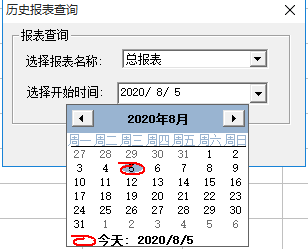 历史报表查询
报表查询
选择报表名称：
总报表
选择开始时间：
2020/ 8/ 5
2020年8月
周一 周二 周三 周四 周五 周六 周日
27 28 29 30 31 1 2
3 4 5 6 7 8 9
10 11 12 13 14 15 16
17 18 19 20 21 22 23
24 25 26 27 28 29 30
31 1 2 3 4 5 6
今天: 2020/8/5